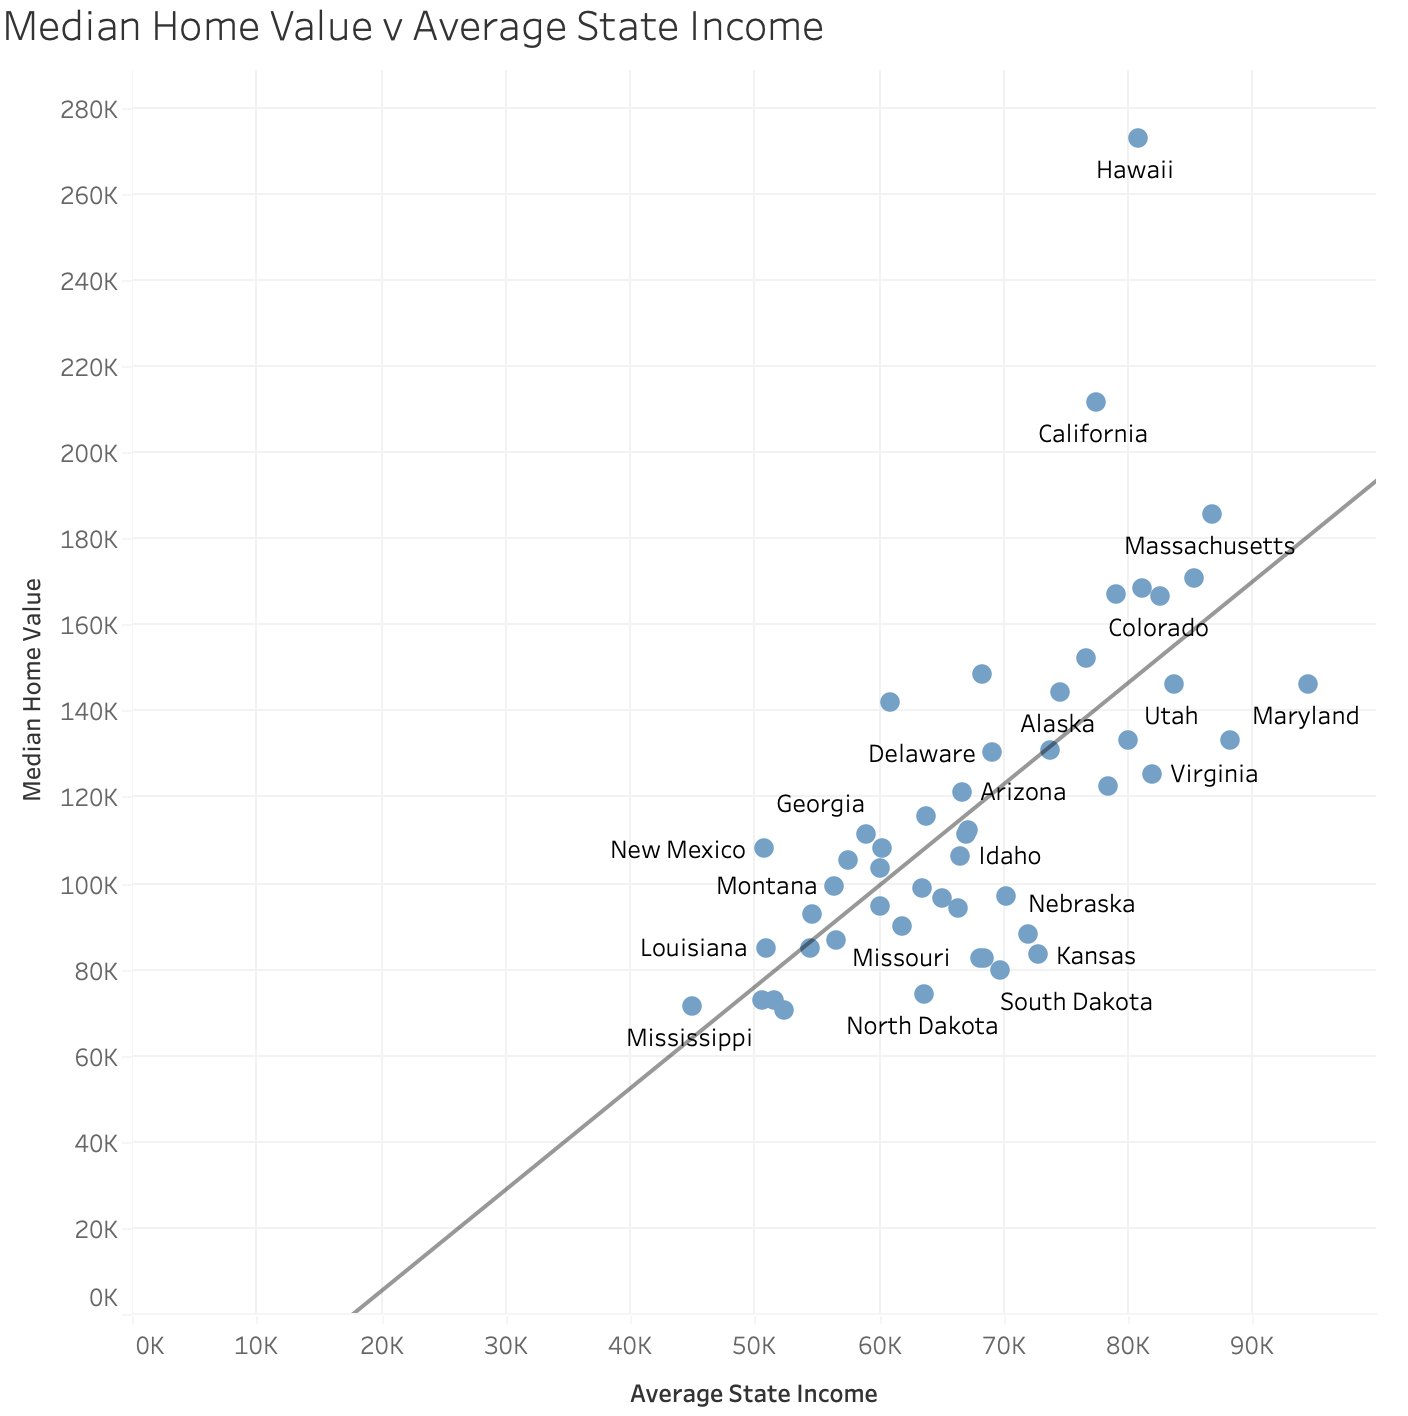 Median Home Value v Average State Income
280K
Hawaii
260K
240K
220K
California
200K
180K
Massachusetts
160K
Colorado
140K
Alaska
Utah
Maryland
Delaware
Virginia
120K
Arizona
Georgia
New Mexico
Idaho
100K
Montana
Nebraska
Louisiana
Missouri
Kansas
80K
South Dakota
North Dakota
Mississippi
60K
40K
20K
0K
Median Home Value
0K 10K 20K 30K 40K 50K 60K 70K 80K 90K
Average State Income